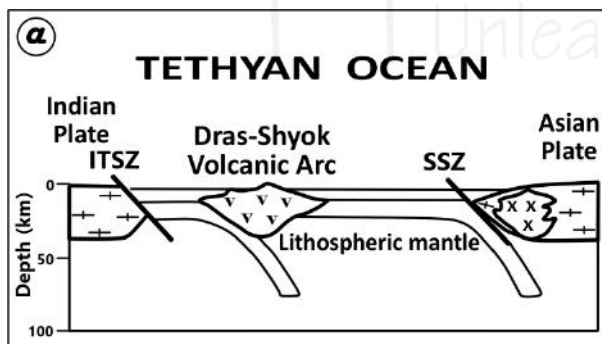 a
Unlea
TETHYAN OCEAN
Indian
Plate
ITSZ
Dras-Shyok
Volcanic Arc
SSZ
Asian
Plate
0
50
100
Depth (km)
v v v v v
x x x
Lithospheric mantle